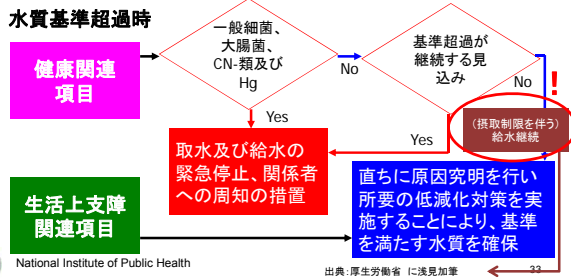 水質基準超過時
健康関連
項目
一般細菌、
大腸菌、
CN-類及び
Hg
No
基準超過が
継続する見
込み
No
!
Yes
Yes
(摂取制限を伴う)
給水継続
取水及び給水の
緊急停止、関係者
への周知の措置
直ちに原因究明を行い
所要の低減化対策を実
施することにより、基準
を満たす水質を確保
生活上支障
関連項目
National Institute of Public Health
出典:厚生労働省 に浅見加筆
33